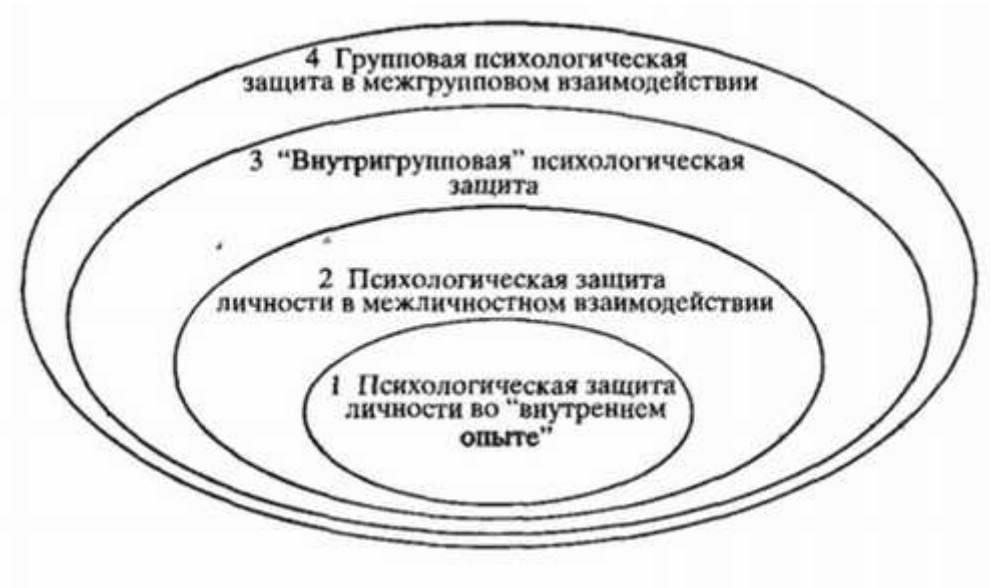 4 Групповая психологическая
защита в межгрупповом взаимодействии
3 “Внутригрупповая” психологическая
защита
2 Психологическая защита
личности в межличностном взаимодействии
1 Психологическая защита
личности во “внутреннем
опыте”